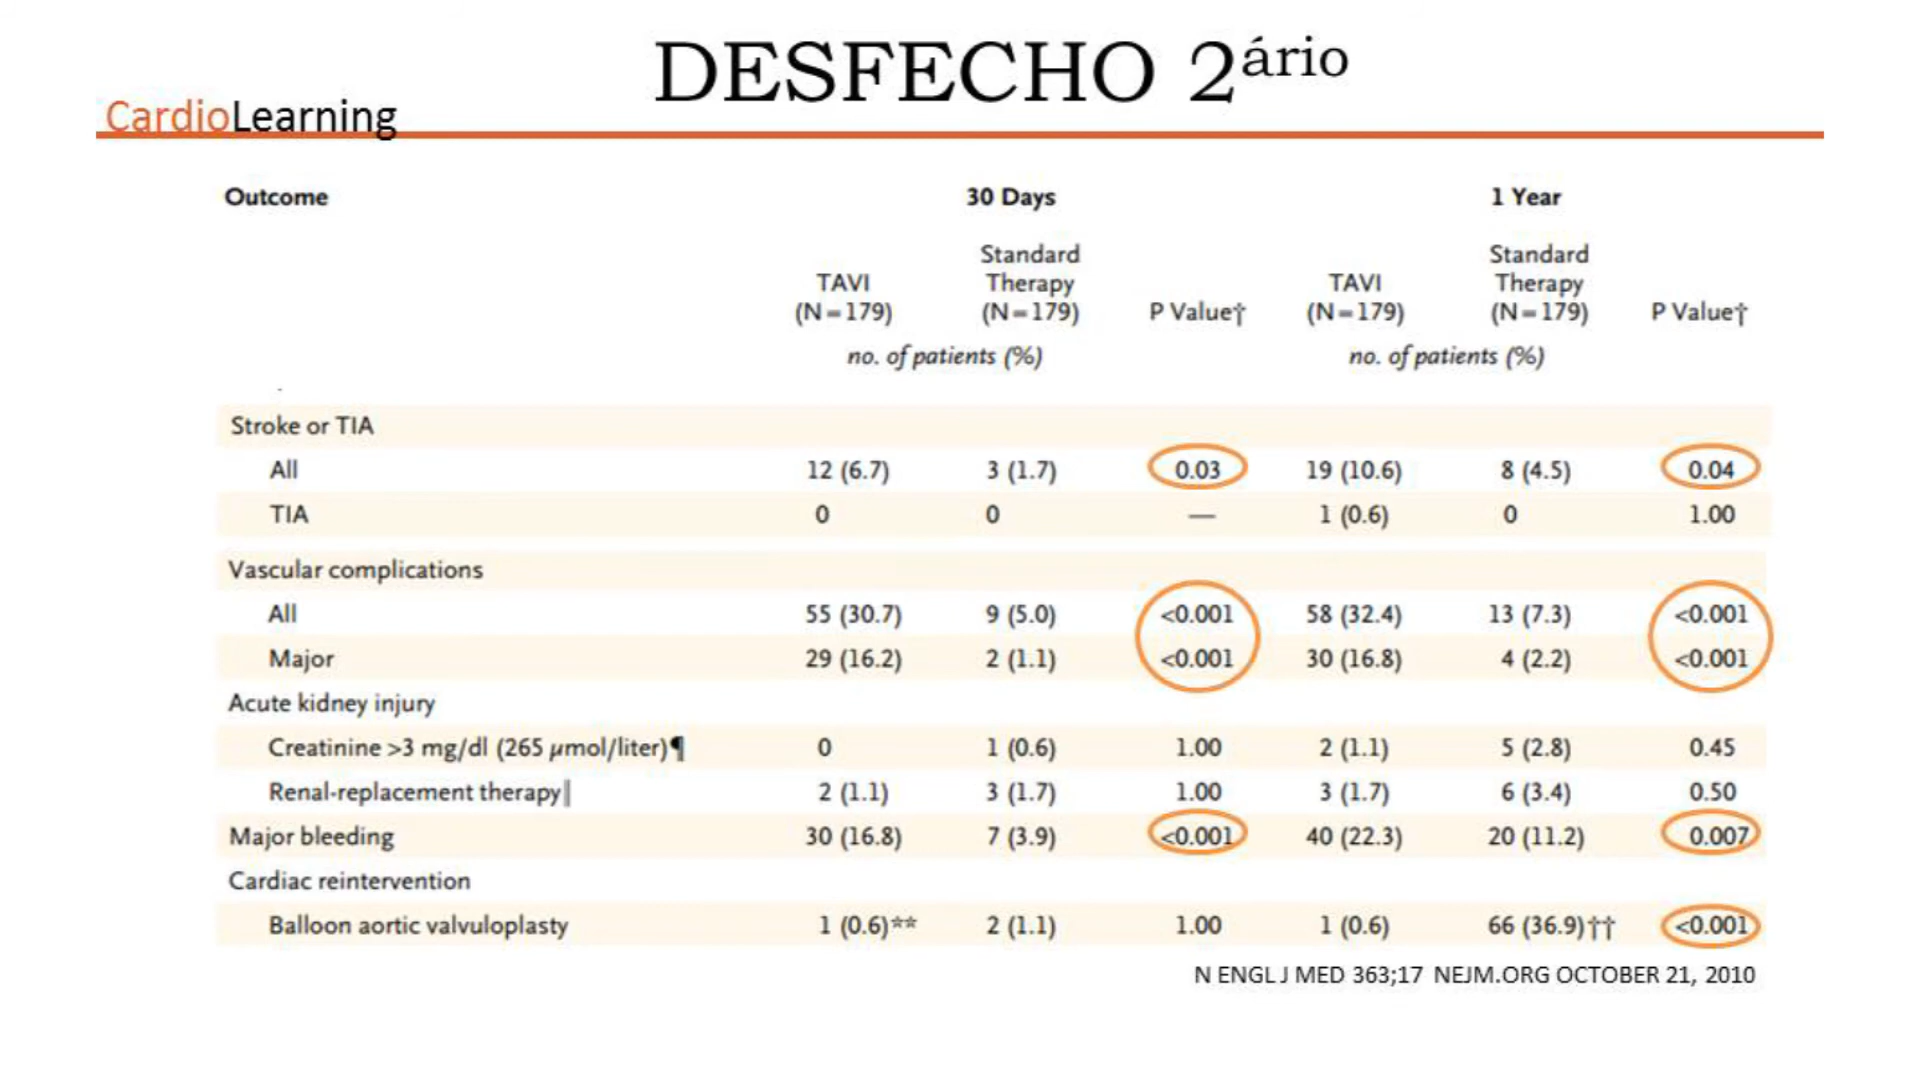 DESFECHO 2ário
CardioLearning
Outcome 30 Days 1 Year
TAVI (N=179) Standard Therapy (N=179) P Value† TAVI (N=179) Standard Therapy (N=179) P Value†
no. of patients (%) no. of patients (%)
Stroke or TIA
All 12 (6.7) 3 (1.7) 0.03 19 (10.6) 8 (4.5) 0.04
TIA 0 0 — 1 (0.6) 0 1.00
Vascular complications
All 55 (30.7) 9 (5.0) <0.001 58 (32.4) 13 (7.3) <0.001
Major 29 (16.2) 2 (1.1) <0.001 30 (16.8) 4 (2.2) <0.001
Acute kidney injury
Creatinine >3 mg/dl (265 μmol/liter)¶ 0 1 (0.6) 1.00 2 (1.1) 5 (2.8) 0.45
Renal-replacement therapy‖ 2 (1.1) 3 (1.7) 1.00 3 (1.7) 6 (3.4) 0.50
Major bleeding 30 (16.8) 7 (3.9) <0.001 40 (22.3) 20 (11.2) 0.007
Cardiac reintervention
Balloon aortic valvuloplasty 1 (0.6)** 2 (1.1) 1.00 1 (0.6) 66 (36.9)†† <0.001
N ENGL J MED 363;17 NEJM.ORG OCTOBER 21, 2010